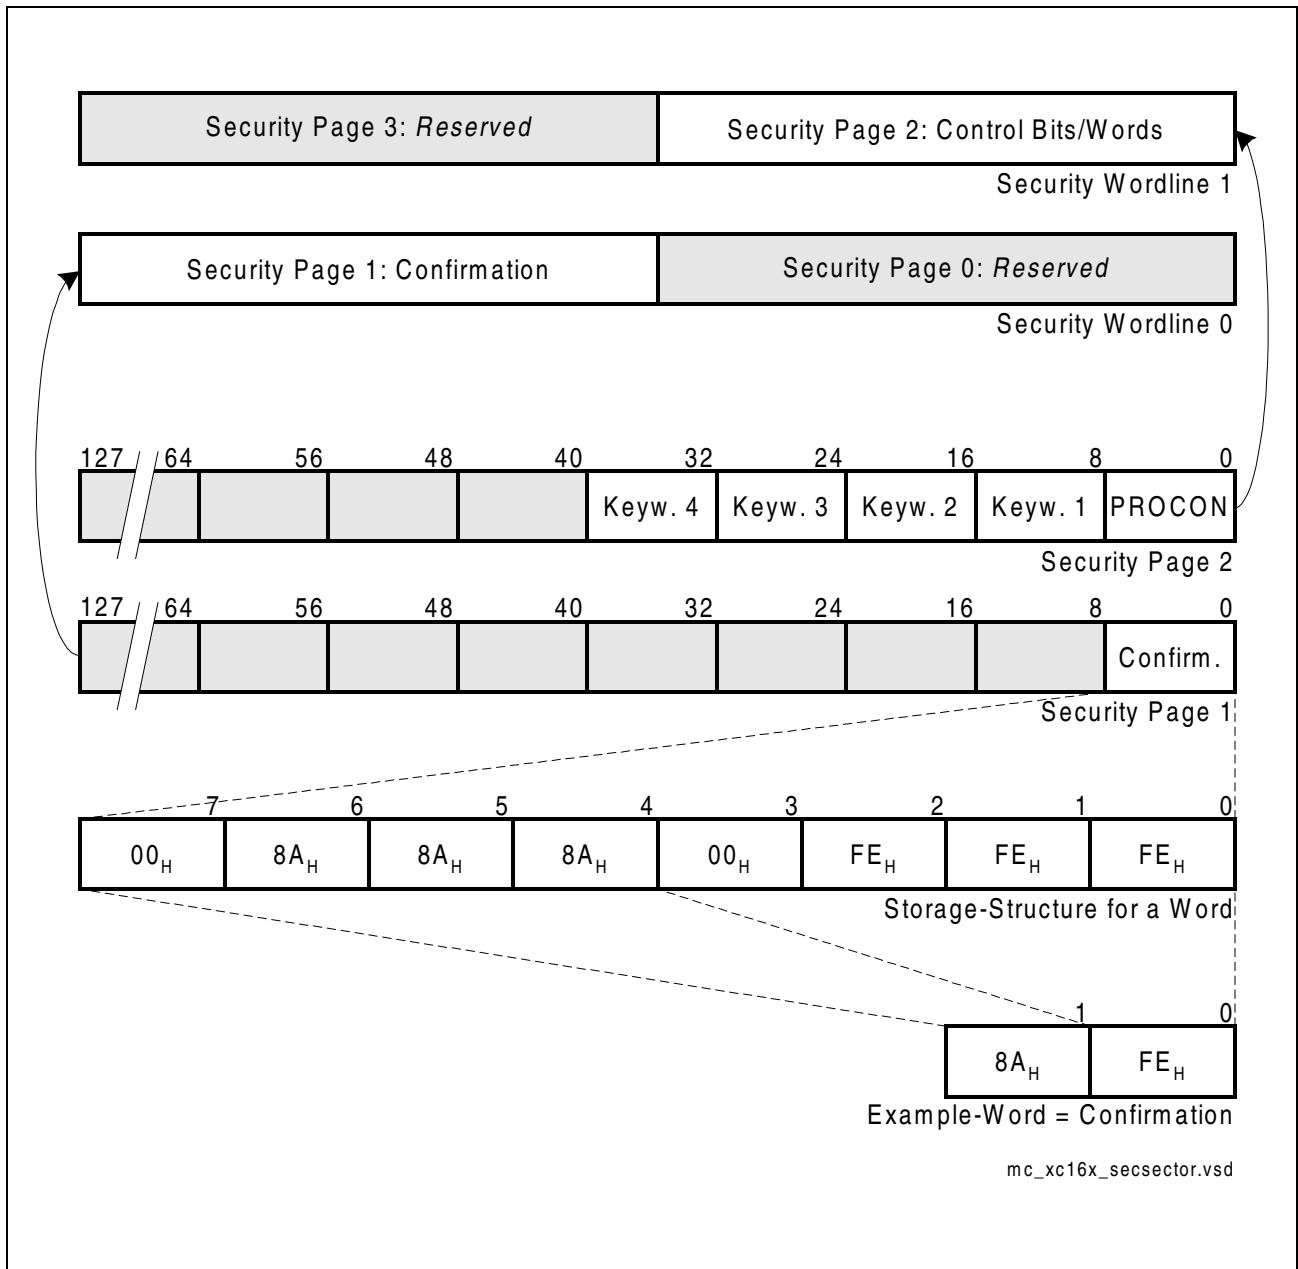 Security Page 3: Reserved Security Page 2: Control Bits/Words
Security Wordline 1
Security Page 1: Confirmation Security Page 0: Reserved
Security Wordline 0
127 64 56 48 40 32 24 16 8 0
Keyw. 4 Keyw. 3 Keyw. 2 Keyw. 1 PROCON
Security Page 2
127 64 56 48 40 32 24 16 8 0
Confirm.
Security Page 1
7 6 5 4 3 2 1 0
00H 8AH 8AH 8AH 00H FEH FEH FEH
Storage-Structure for a Word
1 0
8AH FEH
Example-Word = Confirmation
mc_xc16x_secsector.vsd